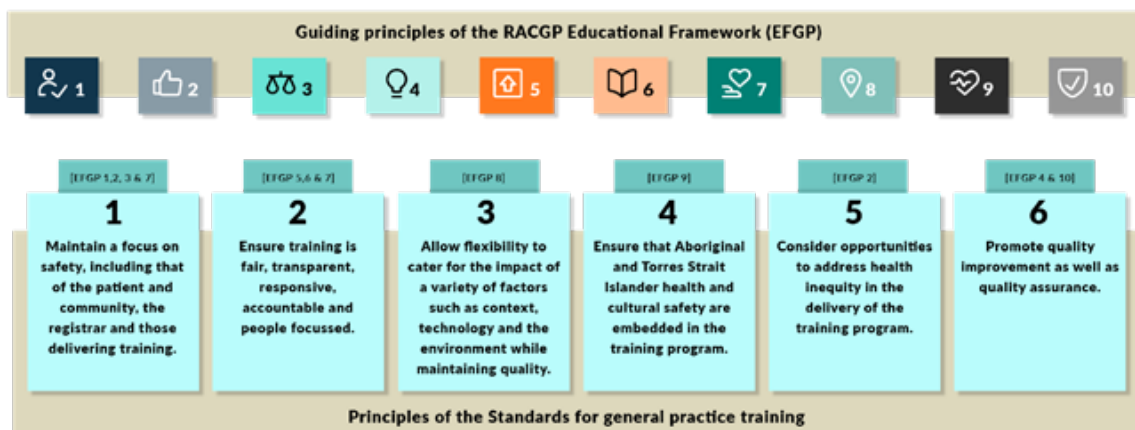 Guiding principles of the RACGP Educational Framework (EFGP)
1 2 3 4 5 6 7 8 9 10
[EFGP 1,2, 3 & 7]
1
Maintain a focus on
safety, including that
of the patient and
community, the
registrar and those
delivering training.
[EFGP 5,6 & 7]
2
Ensure training is
fair, transparent,
responsive,
accountable and
people focussed.
[EFGP 8]
3
Allow flexibility to
cater for the impact of
a variety of factors
such as context,
technology and the
environment while
maintaining quality.
[EFGP 9]
4
Ensure that Aboriginal
and Torres Strait
Islander health and
cultural safety are
embedded in the
training program.
[EFGP 2]
5
Consider opportunities
to address health
inequity in the
delivery of the
training program.
[EFGP 4 & 10]
6
Promote quality
improvement as well as
quality assurance.
Principles of the Standards for general practice training